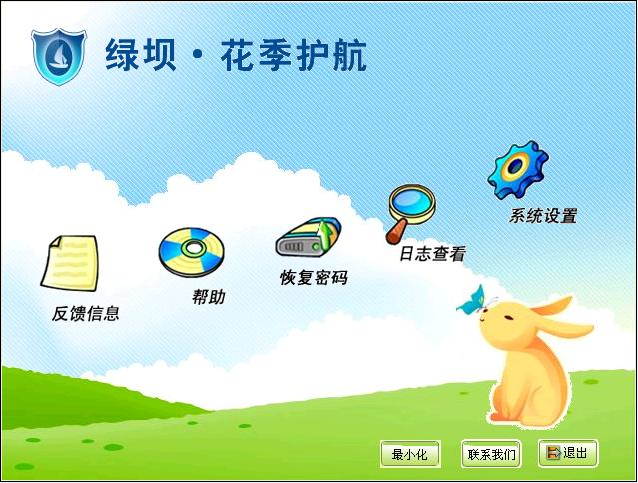 绿坝·花季护航
系统设置
日志查看
恢复密码
帮助
反馈信息
最小化
联系我们
退出